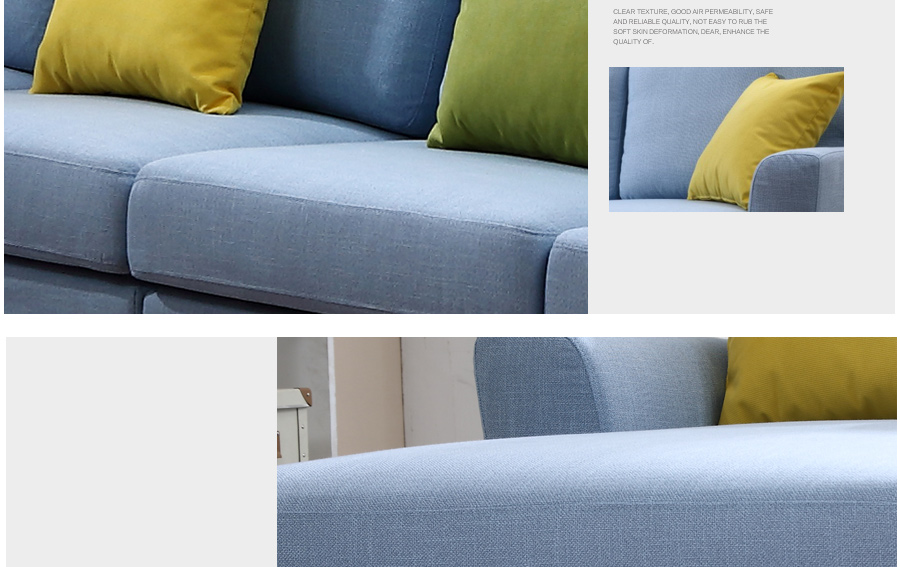 CLEAR TEXTURE, GOOD AIR PERMEABILITY, SAFE
AND RELIABLE QUALITY, NOT EASY TO RUB THE
SOFT SKIN DEFORMATION, DEAR, ENHANCE THE
QUALITY OF.